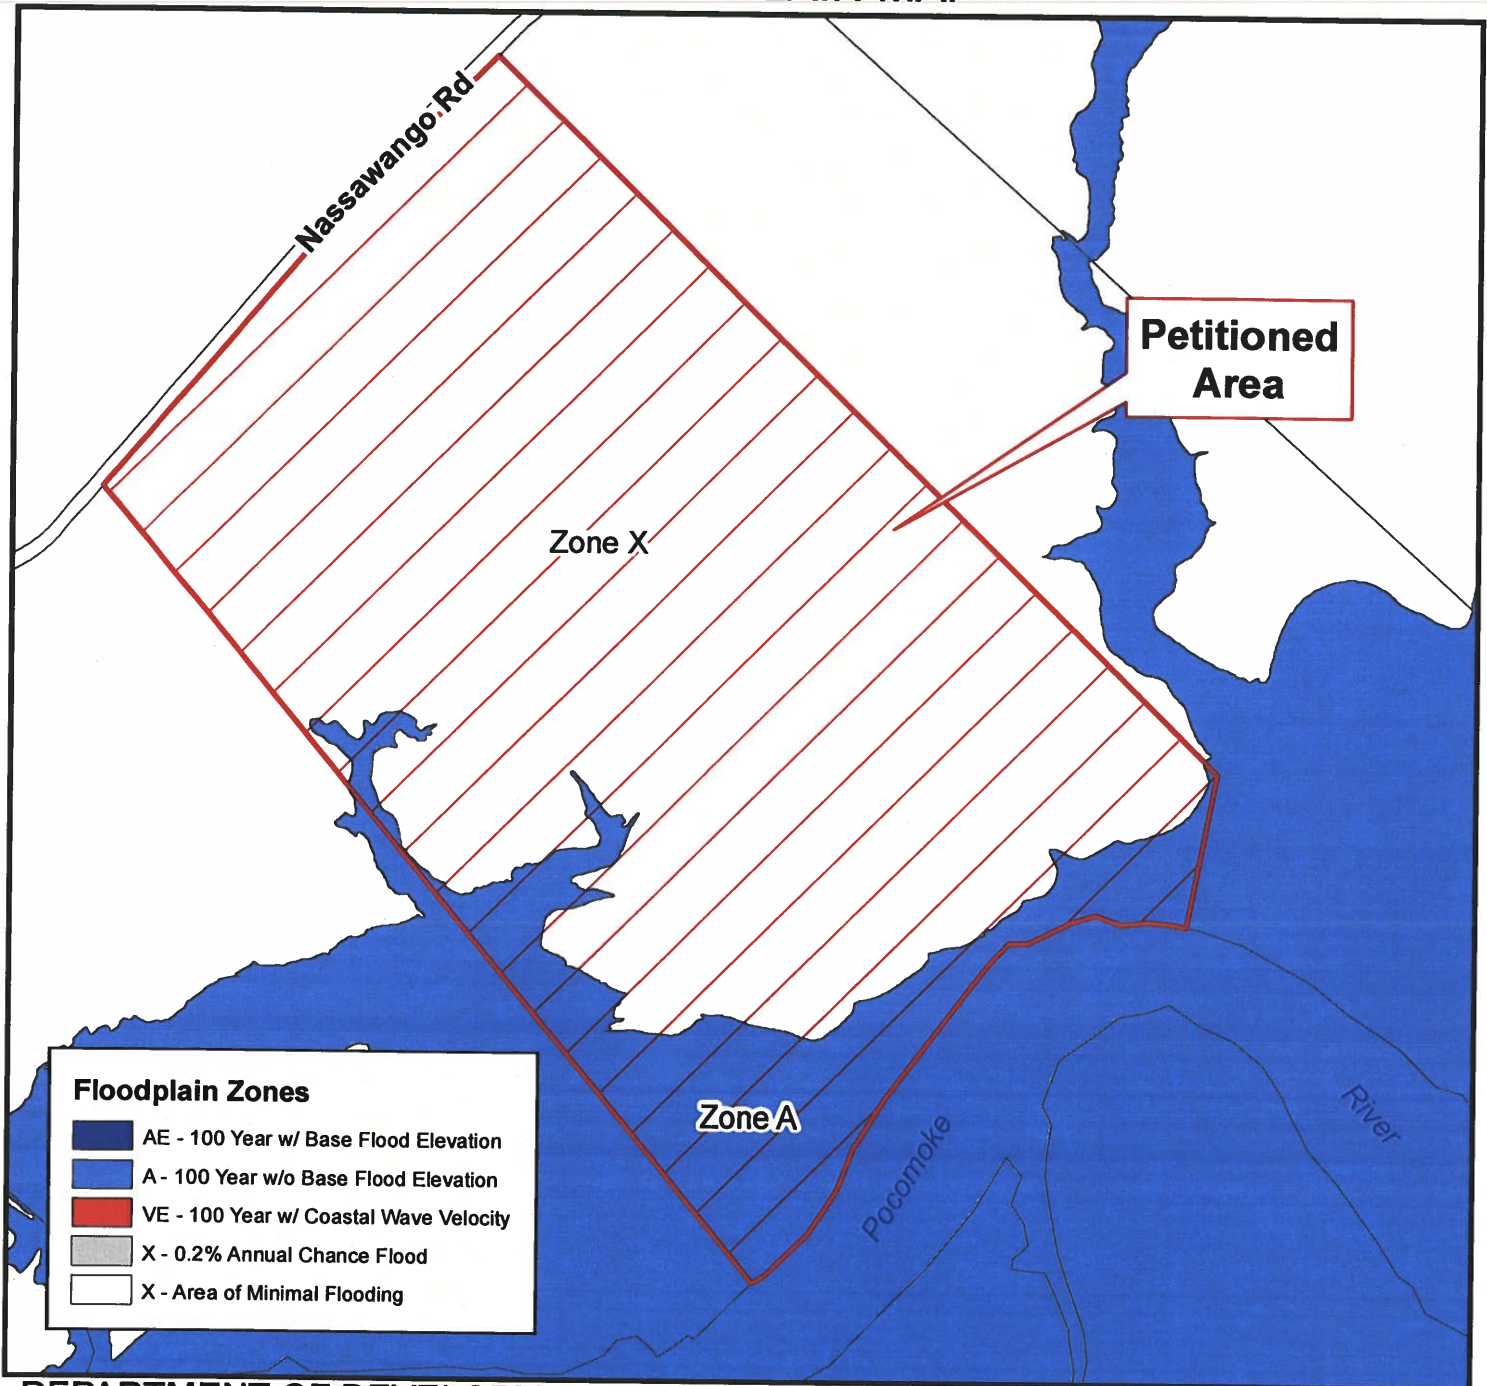 Nassawango Rd
Petitioned
Area
Zone X
Zone A
Pocomoke
River
Floodplain Zones
AE - 100 Year w/ Base Flood Elevation
A - 100 Year w/o Base Flood Elevation
VE - 100 Year w/ Coastal Wave Velocity
X - 0.2% Annual Chance Flood
X - Area of Minimal Flooding